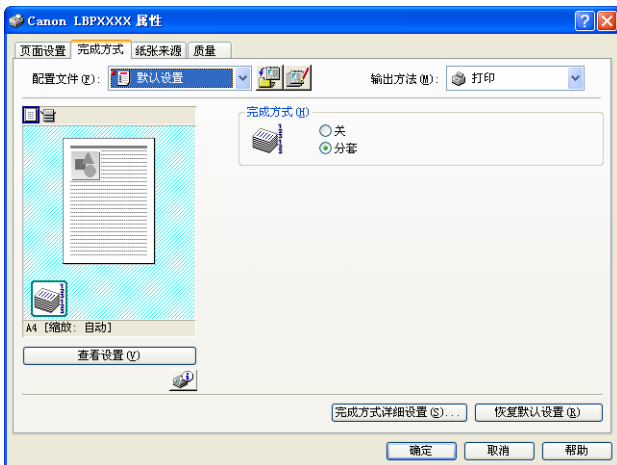 Canon LBPXXXX 属性
页面设置 完成方式 纸张来源 质量
配置文件(F): 默认设置 输出方法(M): 打印
完成方式(H)
关
分套
A4 [缩放: 自动]
查看设置(V)
完成方式详细设置(S)... 恢复默认设置(R)
确定 取消 帮助